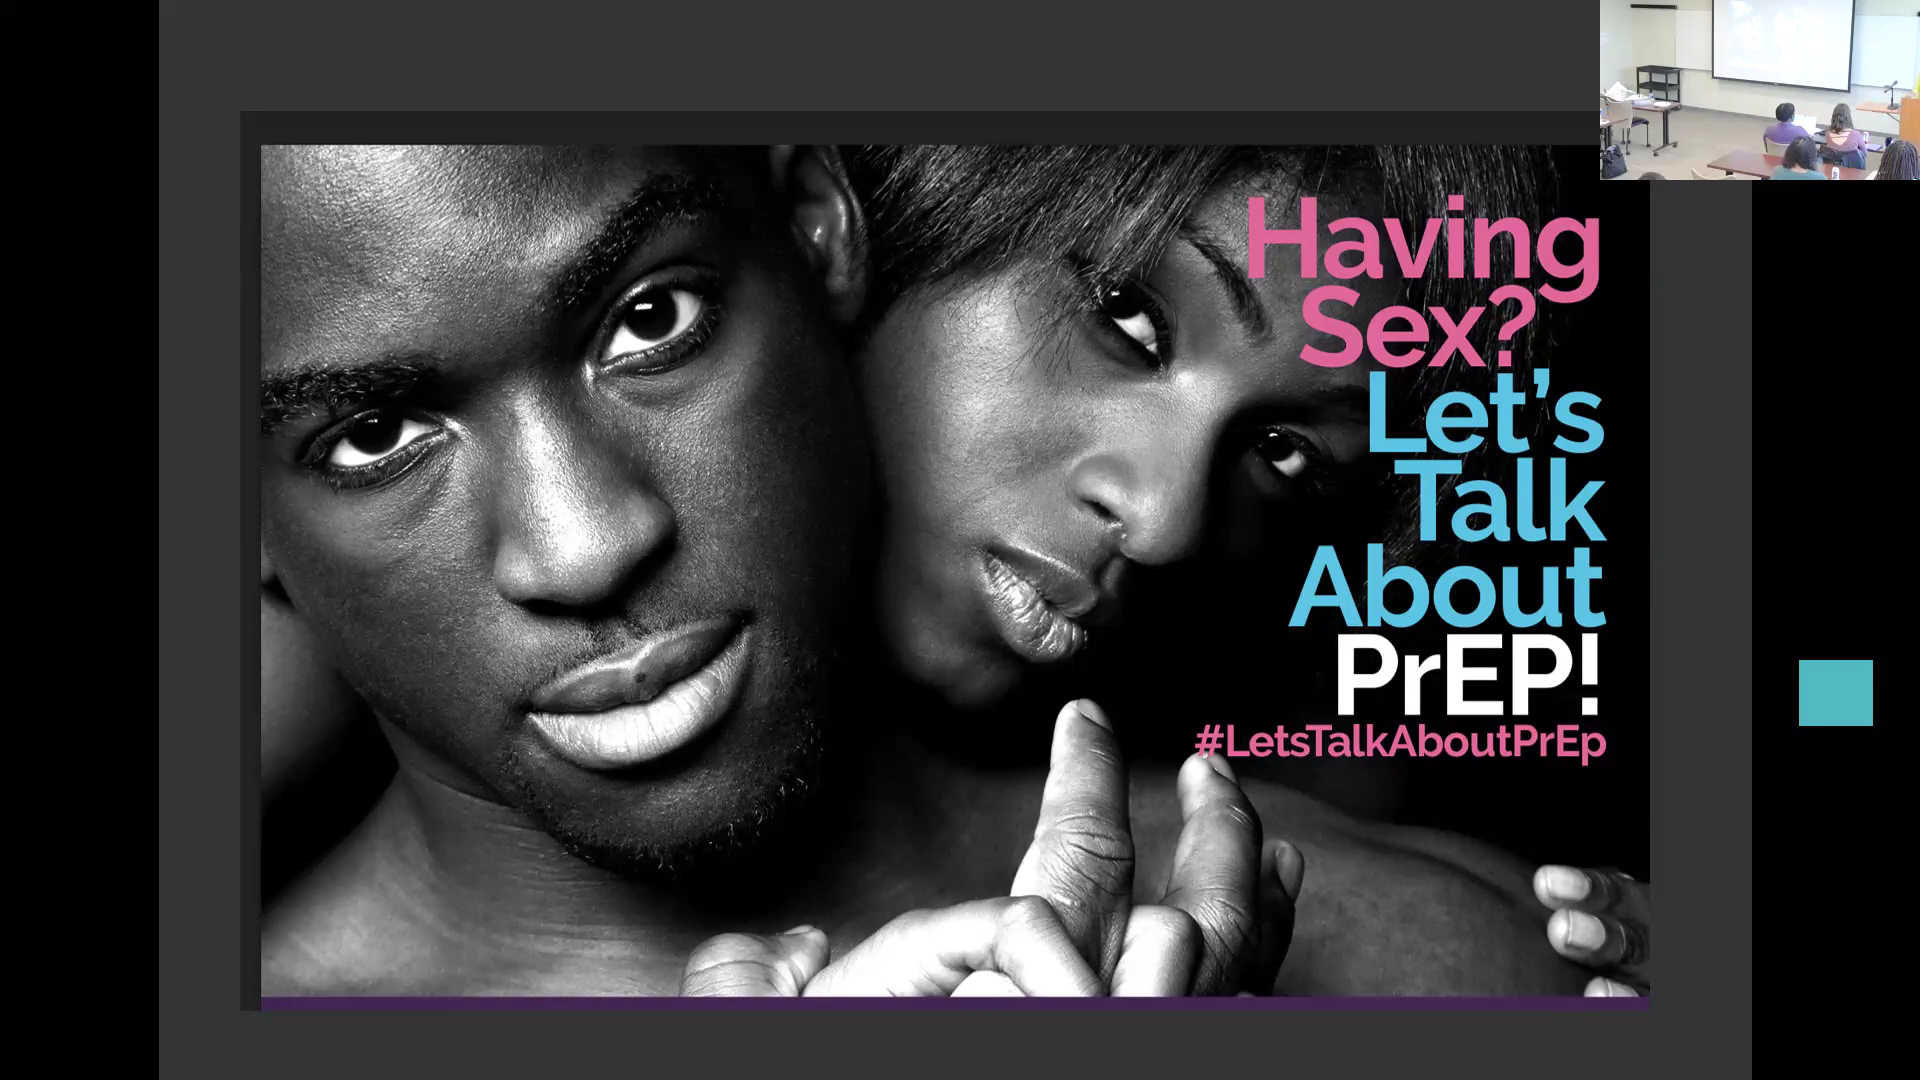 Having
Sex?
Let's
Talk
About
PrEP!
#LetsTalkAboutPrEp